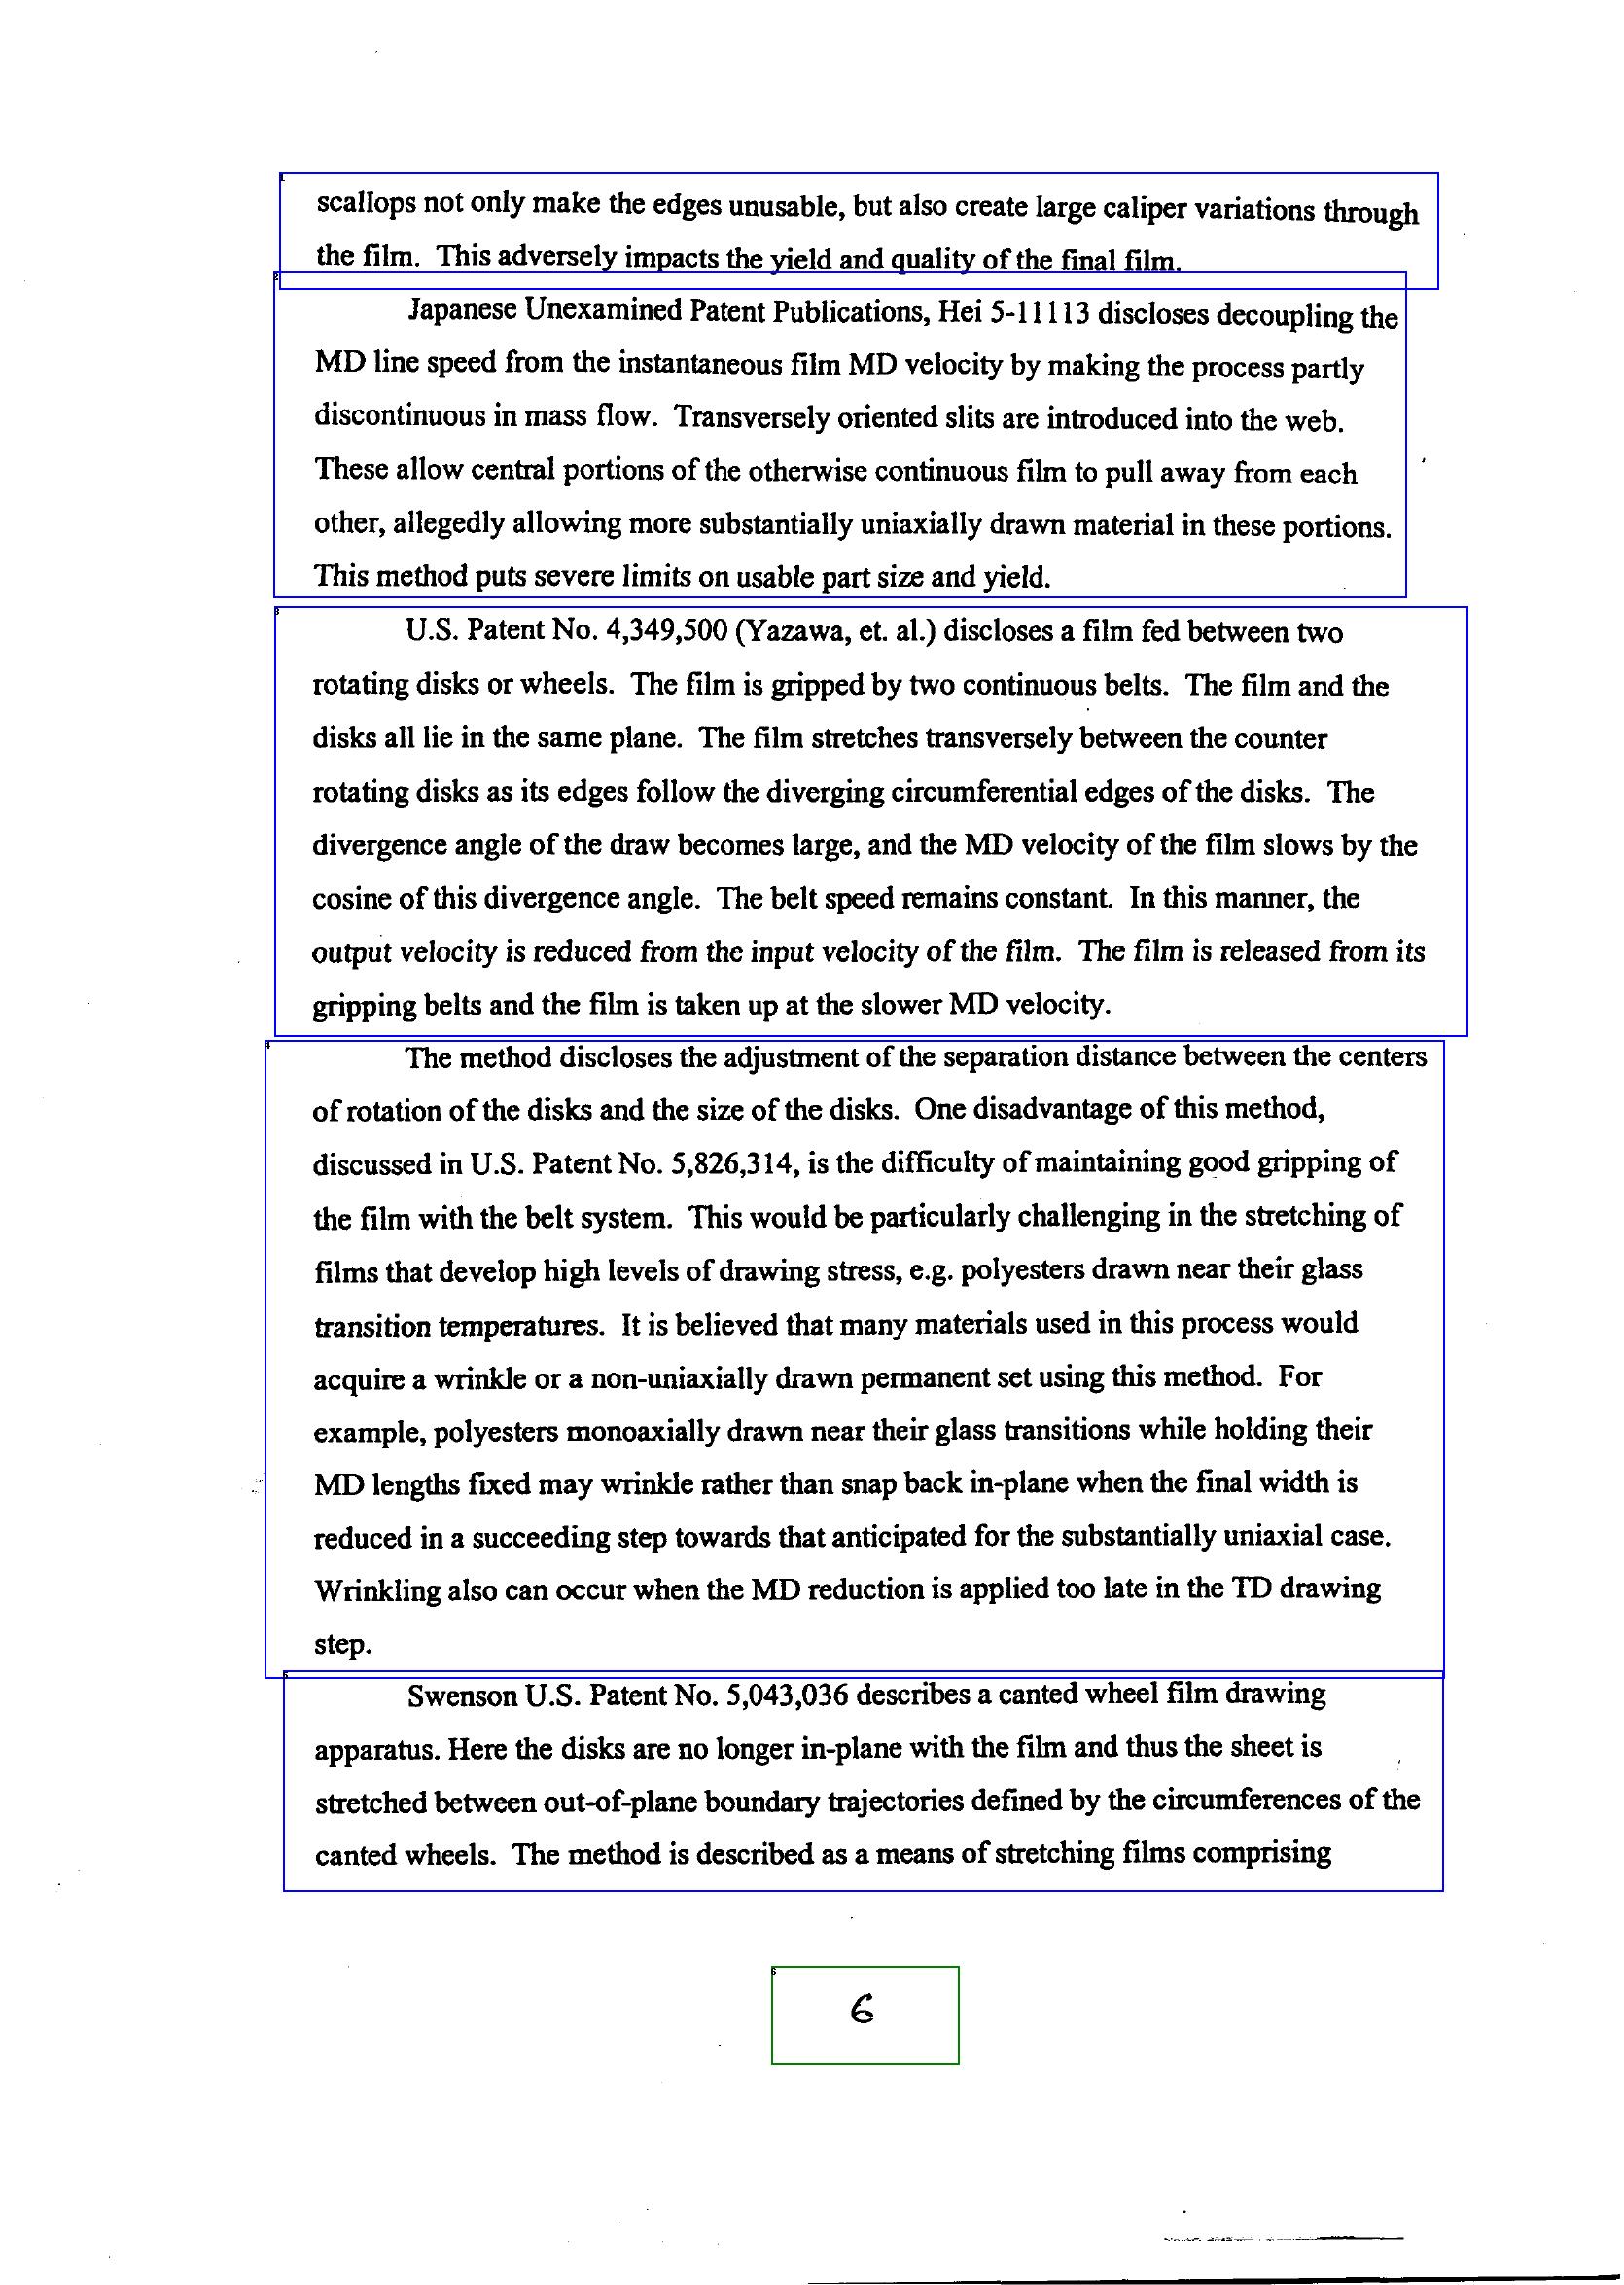 scallops not only make the edges unusable, but also create large caliper variations through
the film. This adversely impacts the yield and quality of the final film.
Japanese Unexamined Patent Publications, Hei 5-11113 discloses decoupling the
MD line speed from the instantaneous film MD velocity by making the process partly
discontinuous in mass flow. Transversely oriented slits are introduced into the web.
These allow central portions of the otherwise continuous film to pull away from each
other, allegedly allowing more substantially uniaxially drawn material in these portions.
This method puts severe limits on usable part size and yield.
U.S. Patent No. 4,349,500 (Yazawa, et. al.) discloses a film fed between two
rotating disks or wheels. The film is gripped by two continuous belts. The film and the
disks all lie in the same plane. The film stretches transversely between the counter
rotating disks as its edges follow the diverging circumferential edges of the disks. The
divergence angle of the draw becomes large, and the MD velocity of the film slows by the
cosine of this divergence angle. The belt speed remains constant. In this manner, the
output velocity is reduced from the input velocity of the film. The film is released from its
gripping belts and the film is taken up at the slower MD velocity.
The method discloses the adjustment of the separation distance between the centers
of rotation of the disks and the size of the disks. One disadvantage of this method,
discussed in U.S. Patent No. 5,826,314, is the difficulty of maintaining good gripping of
the film with the belt system. This would be particularly challenging in the stretching of
films that develop high levels of drawing stress, e.g. polyesters drawn near their glass
transition temperatures. It is believed that many materials used in this process would
acquire a wrinkle or a non-uniaxially drawn permanent set using this method. For
example, polyesters monoaxially drawn near their glass transitions while holding their
MD lengths fixed may wrinkle rather than snap back in-plane when the final width is
reduced in a succeeding step towards that anticipated for the substantially uniaxial case.
Wrinkling also can occur when the MD reduction is applied too late in the TD drawing
step.
Swenson U.S. Patent No. 5,043,036 describes a canted wheel film drawing
apparatus. Here the disks are no longer in-plane with the film and thus the sheet is
stretched between out-of-plane boundary trajectories defined by the circumferences of the
canted wheels. The method is described as a means of stretching films comprising
6